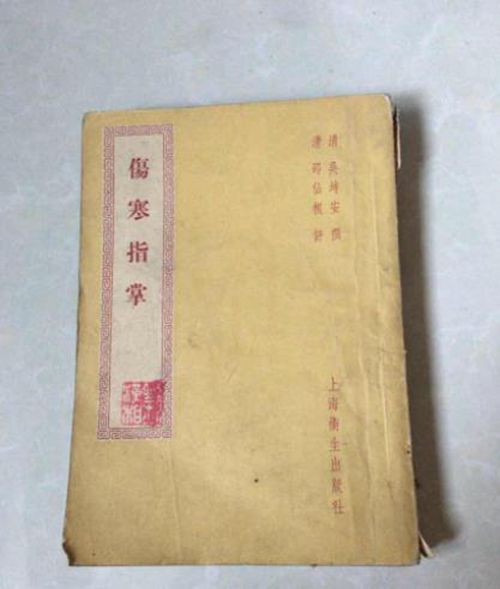 清 吳坤安 撰
清 邵仙根 評
傷寒指掌
上海衛生出版社